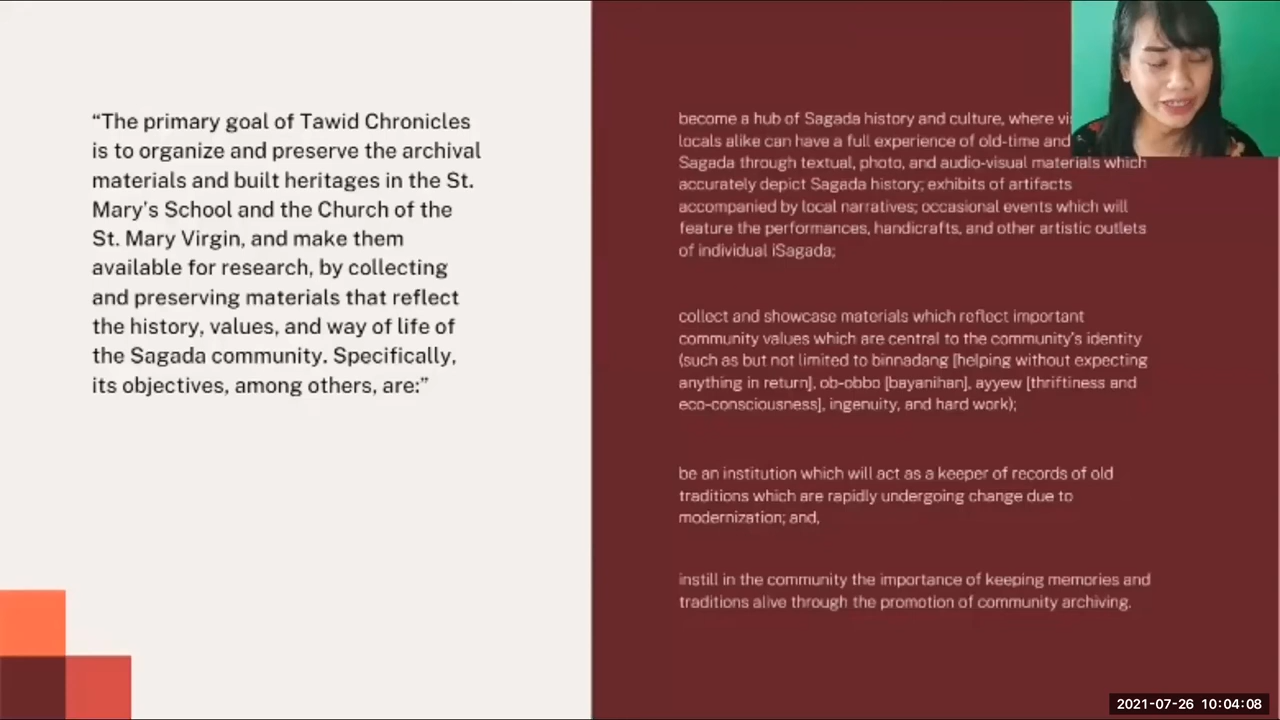 “The primary goal of Tawid Chronicles
is to organize and preserve the archival
materials and built heritages in the St.
Mary’s School and the Church of the
St. Mary Virgin, and make them
available for research, by collecting
and preserving materials that reflect
the history, values, and way of life of
the Sagada community. Specifically,
its objectives, among others, are:”
become a hub of Sagada history and culture, where
locals alike can have a full experience of old-time and
Sagada through textual, photo, and audio-visual materials which
accurately depict Sagada history; exhibits of artifacts
accompanied by local narratives; occasional events which will
feature the performances, handicrafts, and other artistic outlets
of individual iSagada;
collect and showcase materials which reflect important
community values which are central to the community’s identity
(such as but not limited to binnadang [helping without expecting
anything in return], ob-obbo [bayanihan], ayyew [thriftiness and
eco-consciousness], ingenuity, and hard work);
be an institution which will act as a keeper of records of old
traditions which are rapidly undergoing change due to
modernization; and,
instill in the community the importance of keeping memories and
traditions alive through the promotion of community archiving.
2021-07-26 10:04:08